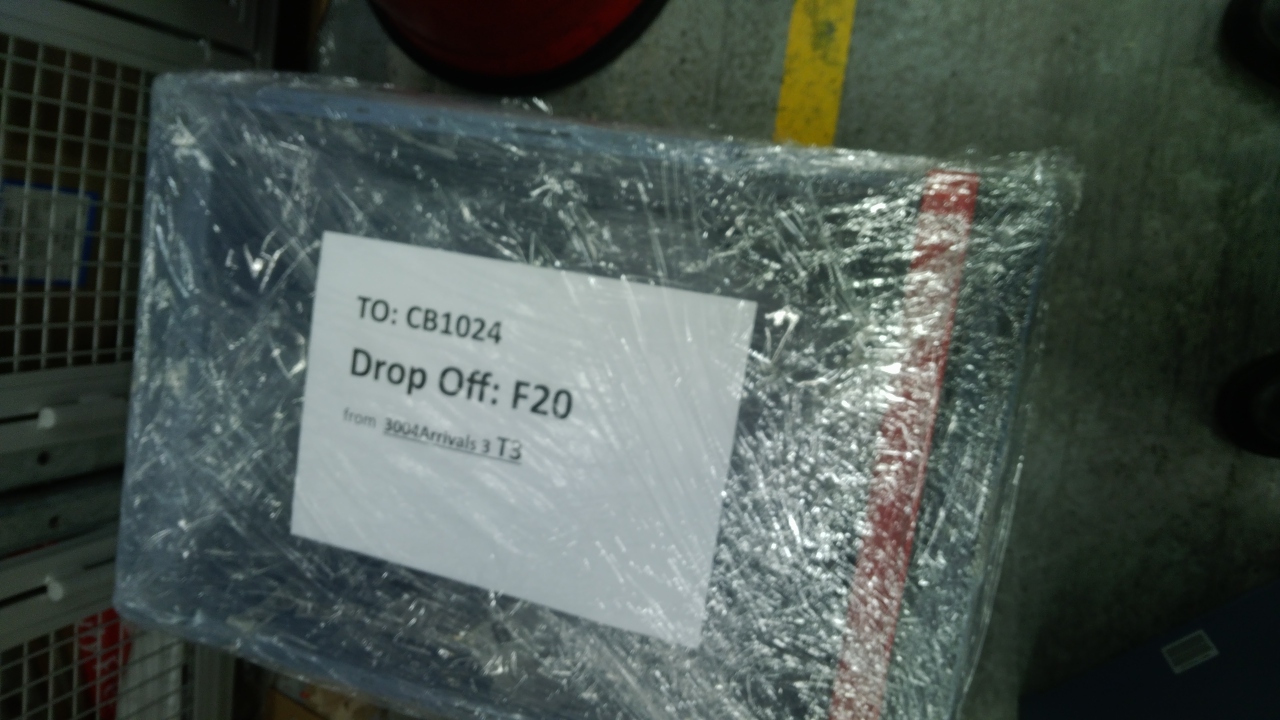 TO: CB1024
Drop Off: F20
from 3004Arrivals 3 T3